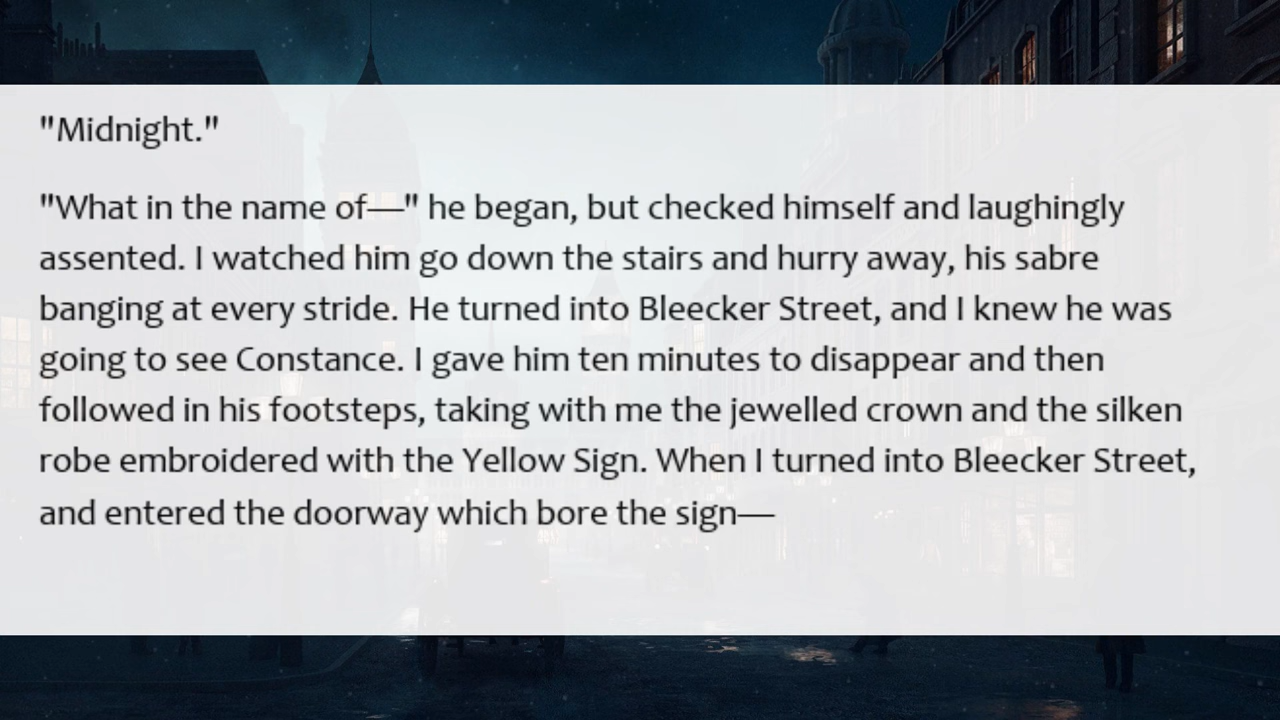 "Midnight."
"What in the name of—" he began, but checked himself and laughingly
assented. I watched him go down the stairs and hurry away, his sabre
banging at every stride. He turned into Bleecker Street, and I knew he was
going to see Constance. I gave him ten minutes to disappear and then
followed in his footsteps, taking with me the jewelled crown and the silken
robe embroidered with the Yellow Sign. When I turned into Bleecker Street,
and entered the doorway which bore the sign—